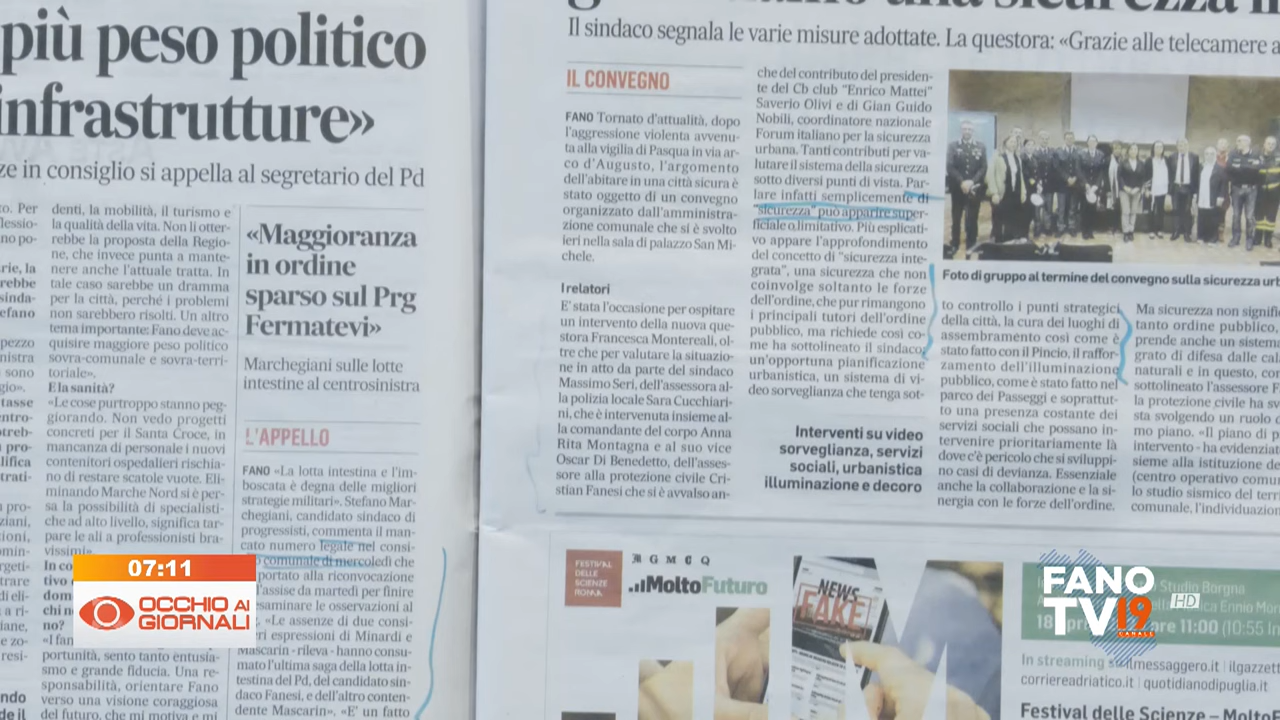 più peso politico
infrastrutture»
ze in consiglio si appella al segretario del Pd
to. Per
denti, la mobilità, il turismo e
la qualità della vita. Non li otter-
rebbe la proposta della Regio-
ne, che invece punta a mante-
nere anche l'attuale tratta. In
tale caso sarebbe un dramma
per la città, perché i problemi
non sarebbero risolti. Un altro
tema importante: Fano deve ac-
quisire maggiore peso politico
sovra-comunale e sovra-terri-
toriale».
E la sanità?
«Le cose purtroppo stanno peg-
giorando. Non vedo progetti
concreti per il Santa Croce, in
mancanza di personale i nuovi
contenitori ospedalieri rischia-
no di restare scatole vuote. Eli-
minando Marche Nord si è per-
sa la possibilità di specialisti-
che ad alto livello, significa tar-
pare le ali a professionisti bra-
vissimi».
portunità, sento tanto entusia-
smo e grande fiducia. Una re-
sponsabilità, orientare Fano
verso una visione coraggiosa
del futuro, che mi motiva e mi
«Maggioranza
in ordine
sparso sul Prg
Fermatevi»
Marchegiani sulle lotte
intestine al centrosinistra
L'APPELLO
FANO «La lotta intestina e l'im-
boscata è degna delle migliori
strategie militari». Stefano Mar-
chegiani, candidato sindaco di
progressisti, commenta il man-
cato numero legale nel consi-
comunale di mercoledì che
portato alla riconvocazione
l'assise da martedì per finire
esaminare le osservazioni al
«Le assenze di due consi-
eri espressioni di Minardi e
Mascarin - rileva - hanno consu-
mato l'ultima saga della lotta in-
testina del Pd, del candidato sin-
daco Fanesi, e dell'altro conten-
dente Mascarin». «E' un fatto
una sicurezza
Il sindaco segnala le varie misure adottate. La questora: «Grazie alle telecamere a
IL CONVEGNO
FANO Tornato d'attualità, dopo
l'aggressione violenta avvenu-
ta alla vigilia di Pasqua in via ar-
co d'Augusto, l'argomento
dell'abitare in una città sicura è
stato oggetto di un convegno
organizzato dall'amministra-
zione comunale che si è svolto
ieri nella sala di palazzo San Mi-
chele.
I relatori
E' stata l'occasione per ospitare
un intervento della nuova que-
stora Francesca Montereali, ol-
tre che per valutare la situazio-
ne in atto da parte del sindaco
Massimo Seri, dell'assessora al-
la polizia locale Sara Cucchiari-
ni, che è intervenuta insieme al-
la comandante del corpo Anna
Rita Montagna e al suo vice
Oscar Di Benedetto, dell'asses-
sore alla protezione civile Cri-
stian Fanesi che si è avvalso an-
che del contributo del presiden-
te del Cb club "Enrico Mattei"
Saverio Olivi e di Gian Guido
Nobili, coordinatore nazionale
Forum italiano per la sicurezza
urbana. Tanti contributi per va-
lutare il sistema della sicurezza
sotto diversi punti di vista. Par-
lare infatti semplicemente di
"sicurezza" può apparire super-
ficiale o limitativo. Più esplicati-
vo appare l'approfondimento
del concetto di "sicurezza inte-
grata", una sicurezza che non
coinvolge soltanto le forze
dell'ordine, che pur rimangono
i principali tutori dell'ordine
pubblico, ma richiede così co-
me ha sottolineato il sindaco,
un'opportuna pianificazione
urbanistica, un sistema di vi-
deo sorveglianza che tenga sot-
Interventi su video
sorveglianza, servizi
sociali, urbanistica
illuminazione e decoro
Foto di gruppo al termine del convegno sulla sicurezza urb
to controllo i punti strategici
della città, la cura dei luoghi di
assembramento così come è
stato fatto con il Pincio, il raffor-
zamento dell'illuminazione
pubblico, come è stato fatto nel
parco dei Passeggi e soprattut-
to una presenza costante dei
servizi sociali che possano in-
tervenire prioritariamente là
dove c'è pericolo che si sviluppi-
no casi di devianza. Essenziale
anche la collaborazione e la si-
nergia con le forze dell'ordine.
Ma sicurezza non signifi
tanto ordine pubblico,
prende anche un sistema
grato di difesa dalle cal
naturali e in questo, con
sottolineato l'assessore F
la protezione civile ha sv
sta svolgendo un ruolo d
mo piano. «Il piano di p
intervento - ha evidenziat
sieme alla istituzione de
(centro operativo comun
lo studio sismico del terr
comunale, l'individuazion
FESTIVAL
DELLE
SCIENZE
ROMA
MoltoFuturo
NEWS
FAKE
Studio Borgna
Ennio Mor
ore 11:00 (10:55 In
In streaming su ilmessaggero.it | ilgazzett
corriereadriatico.it | quotidianodipuglia.it
Festival delle Scienze - MoltoF
07:11
OCCHIO AI
GIORNALI
FANO
TV19
CANALE
HD